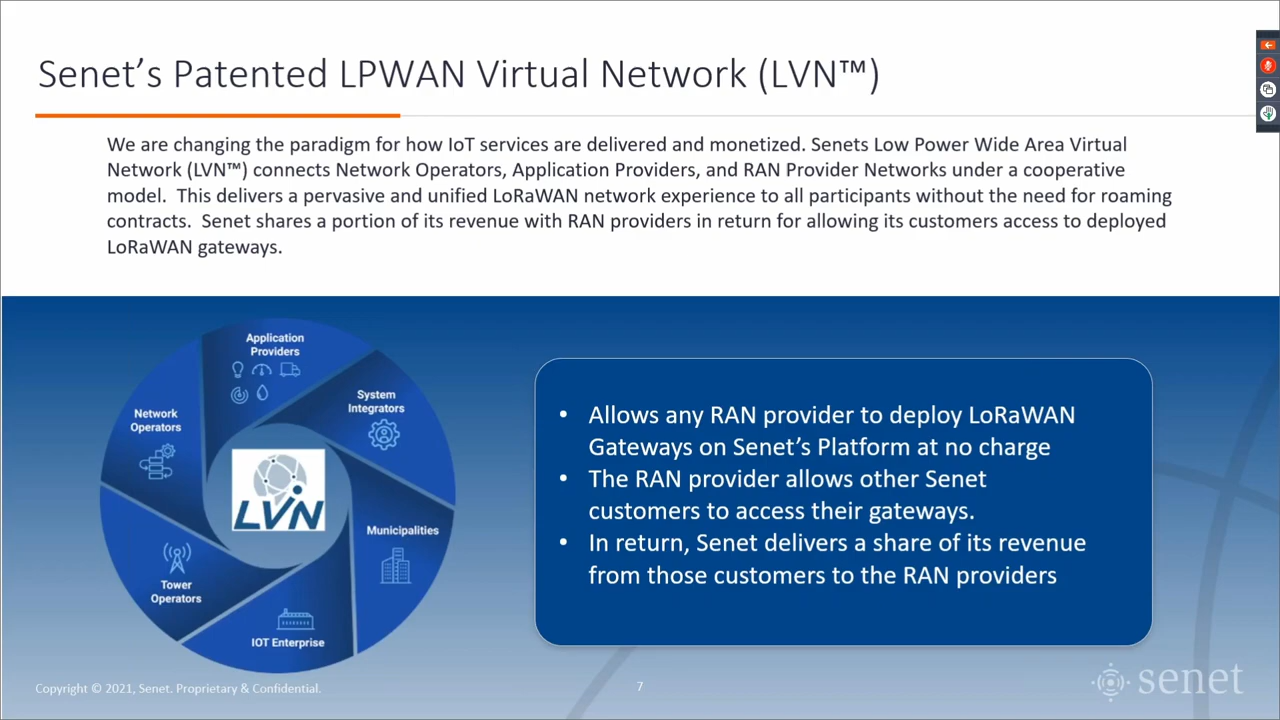 Senet’s Patented LPWAN Virtual Network (LVN™)
We are changing the paradigm for how IoT services are delivered and monetized. Senets Low Power Wide Area Virtual
Network (LVN™) connects Network Operators, Application Providers, and RAN Provider Networks under a cooperative
model.  This delivers a pervasive and unified LoRaWAN network experience to all participants without the need for roaming
contracts.  Senet shares a portion of its revenue with RAN providers in return for allowing its customers access to deployed
LoRaWAN gateways.
Application
Providers
System
Integrators
Network
Operators
LVN
Municipalities
Tower
Operators
IOT Enterprise
• Allows any RAN provider to deploy LoRaWAN
Gateways on Senet’s Platform at no charge
• The RAN provider allows other Senet
customers to access their gateways.
• In return, Senet delivers a share of its revenue
from those customers to the RAN providers
Copyright © 2021, Senet. Proprietary & Confidential.
7
senet